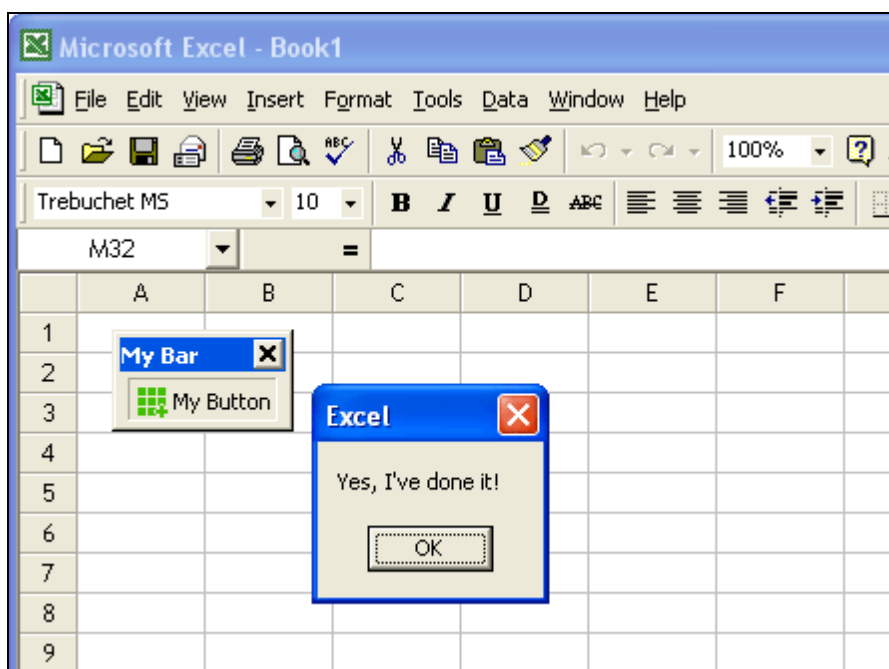 Microsoft Excel - Book1
File Edit View Insert Format Tools Data Window Help
ABC 100% ?
Trebuchet MS 10 B I U D ABC
M32 =
A B C D E F
1
My Bar
2
My Button
3
Excel
4
Yes, I've done it!
5
6
OK
7
8
9